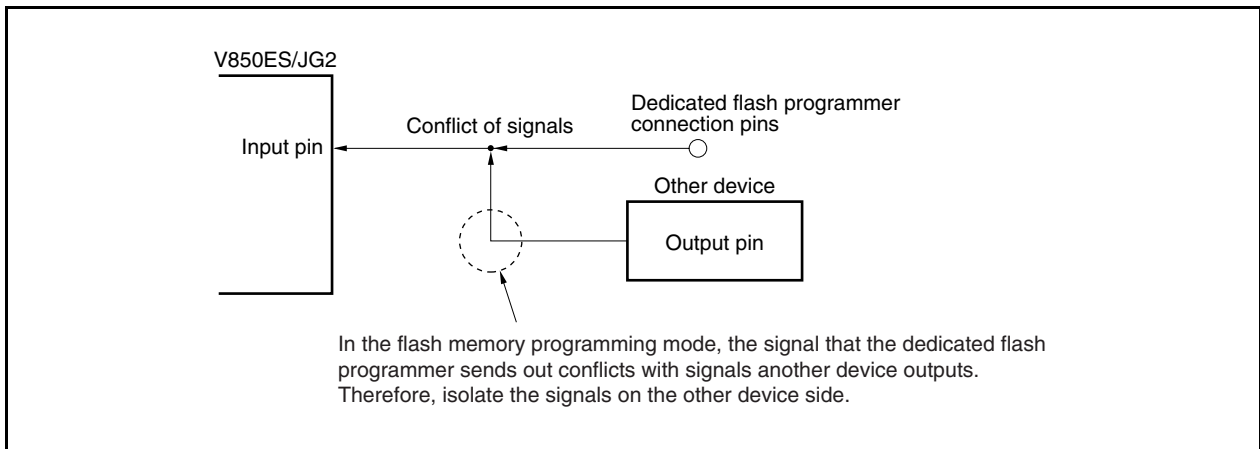 V850ES/JG2
Dedicated flash programmer
connection pins
Conflict of signals
Input pin
Other device
Output pin
In the flash memory programming mode, the signal that the dedicated flash
programmer sends out conflicts with signals another device outputs.
Therefore, isolate the signals on the other device side.